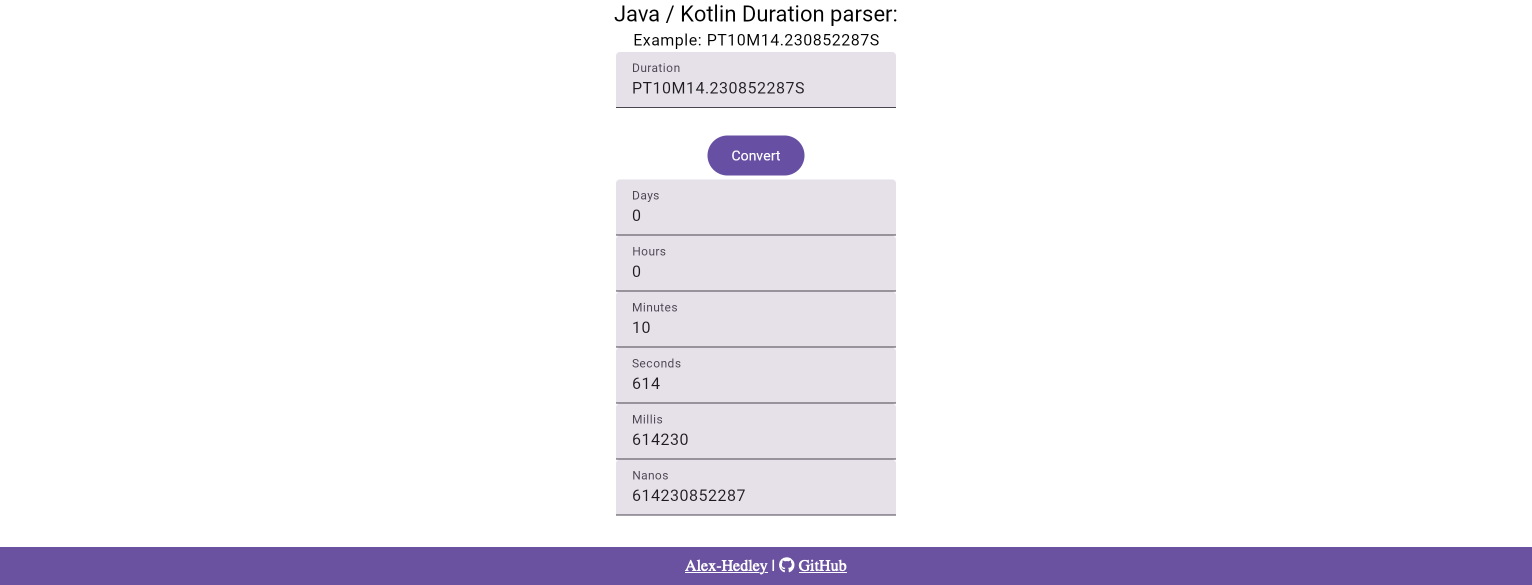 Java / Kotlin Duration parser:
Example: PT10M14.230852287S
Duration
PT10M14.230852287S
Convert
Days
0
Hours
0
Minutes
10
Seconds
614
Millis
614230
Nanos
614230852287
Alex-Hedley | GitHub